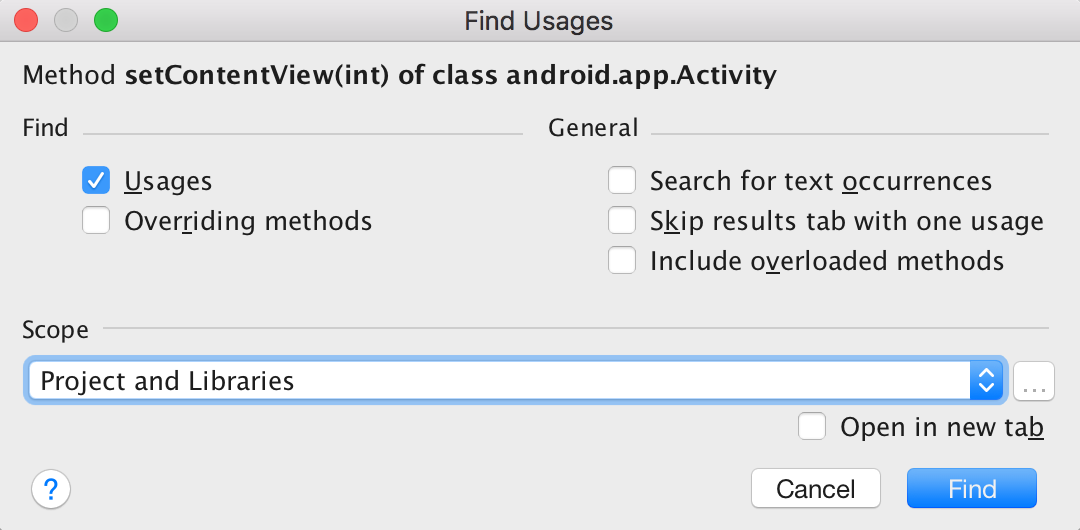 Find Usages
Method setContentView(int) of class android.app.Activity
Find
General
Usages
Search for text occurrences
Overriding methods
Skip results tab with one usage
Include overloaded methods
Scope
Project and Libraries
...
Open in new tab
?
Cancel
Find